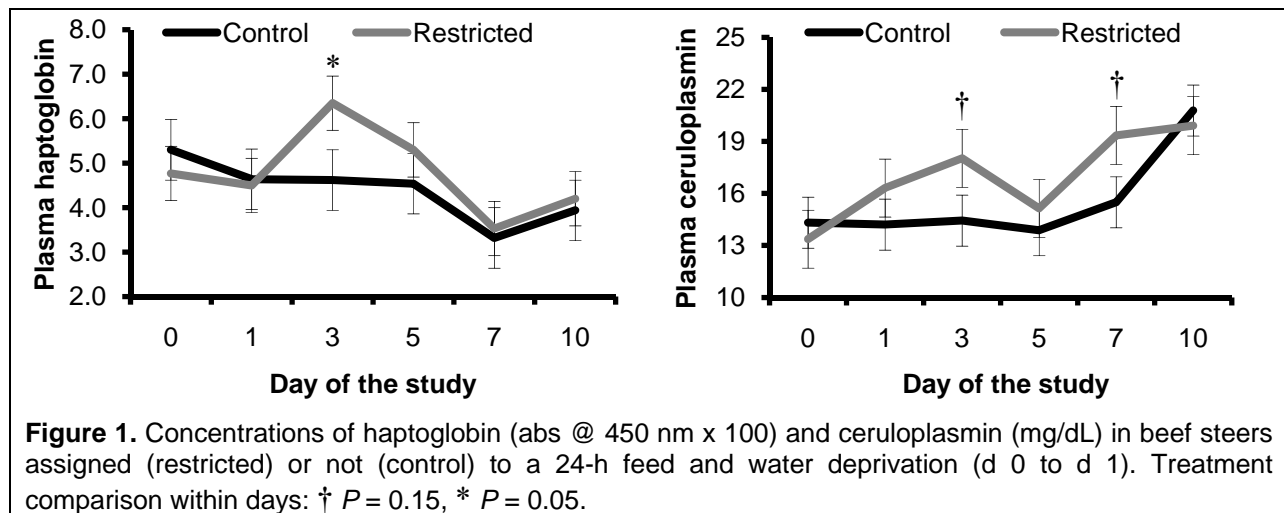 Control Restricted
8.0
7.0
6.0
5.0
4.0
3.0
2.0
Plasma haptoglobin
*
0 1 3 5 7 10
Day of the study
Control Restricted
25
22
19
16
13
10
Plasma ceruloplasmin
† †
0 1 3 5 7 10
Day of the study
Figure 1. Concentrations of haptoglobin (abs @ 450 nm x 100) and ceruloplasmin (mg/dL) in beef steers
assigned (restricted) or not (control) to a 24-h feed and water deprivation (d 0 to d 1). Treatment
comparison within days: † P = 0.15, * P = 0.05.